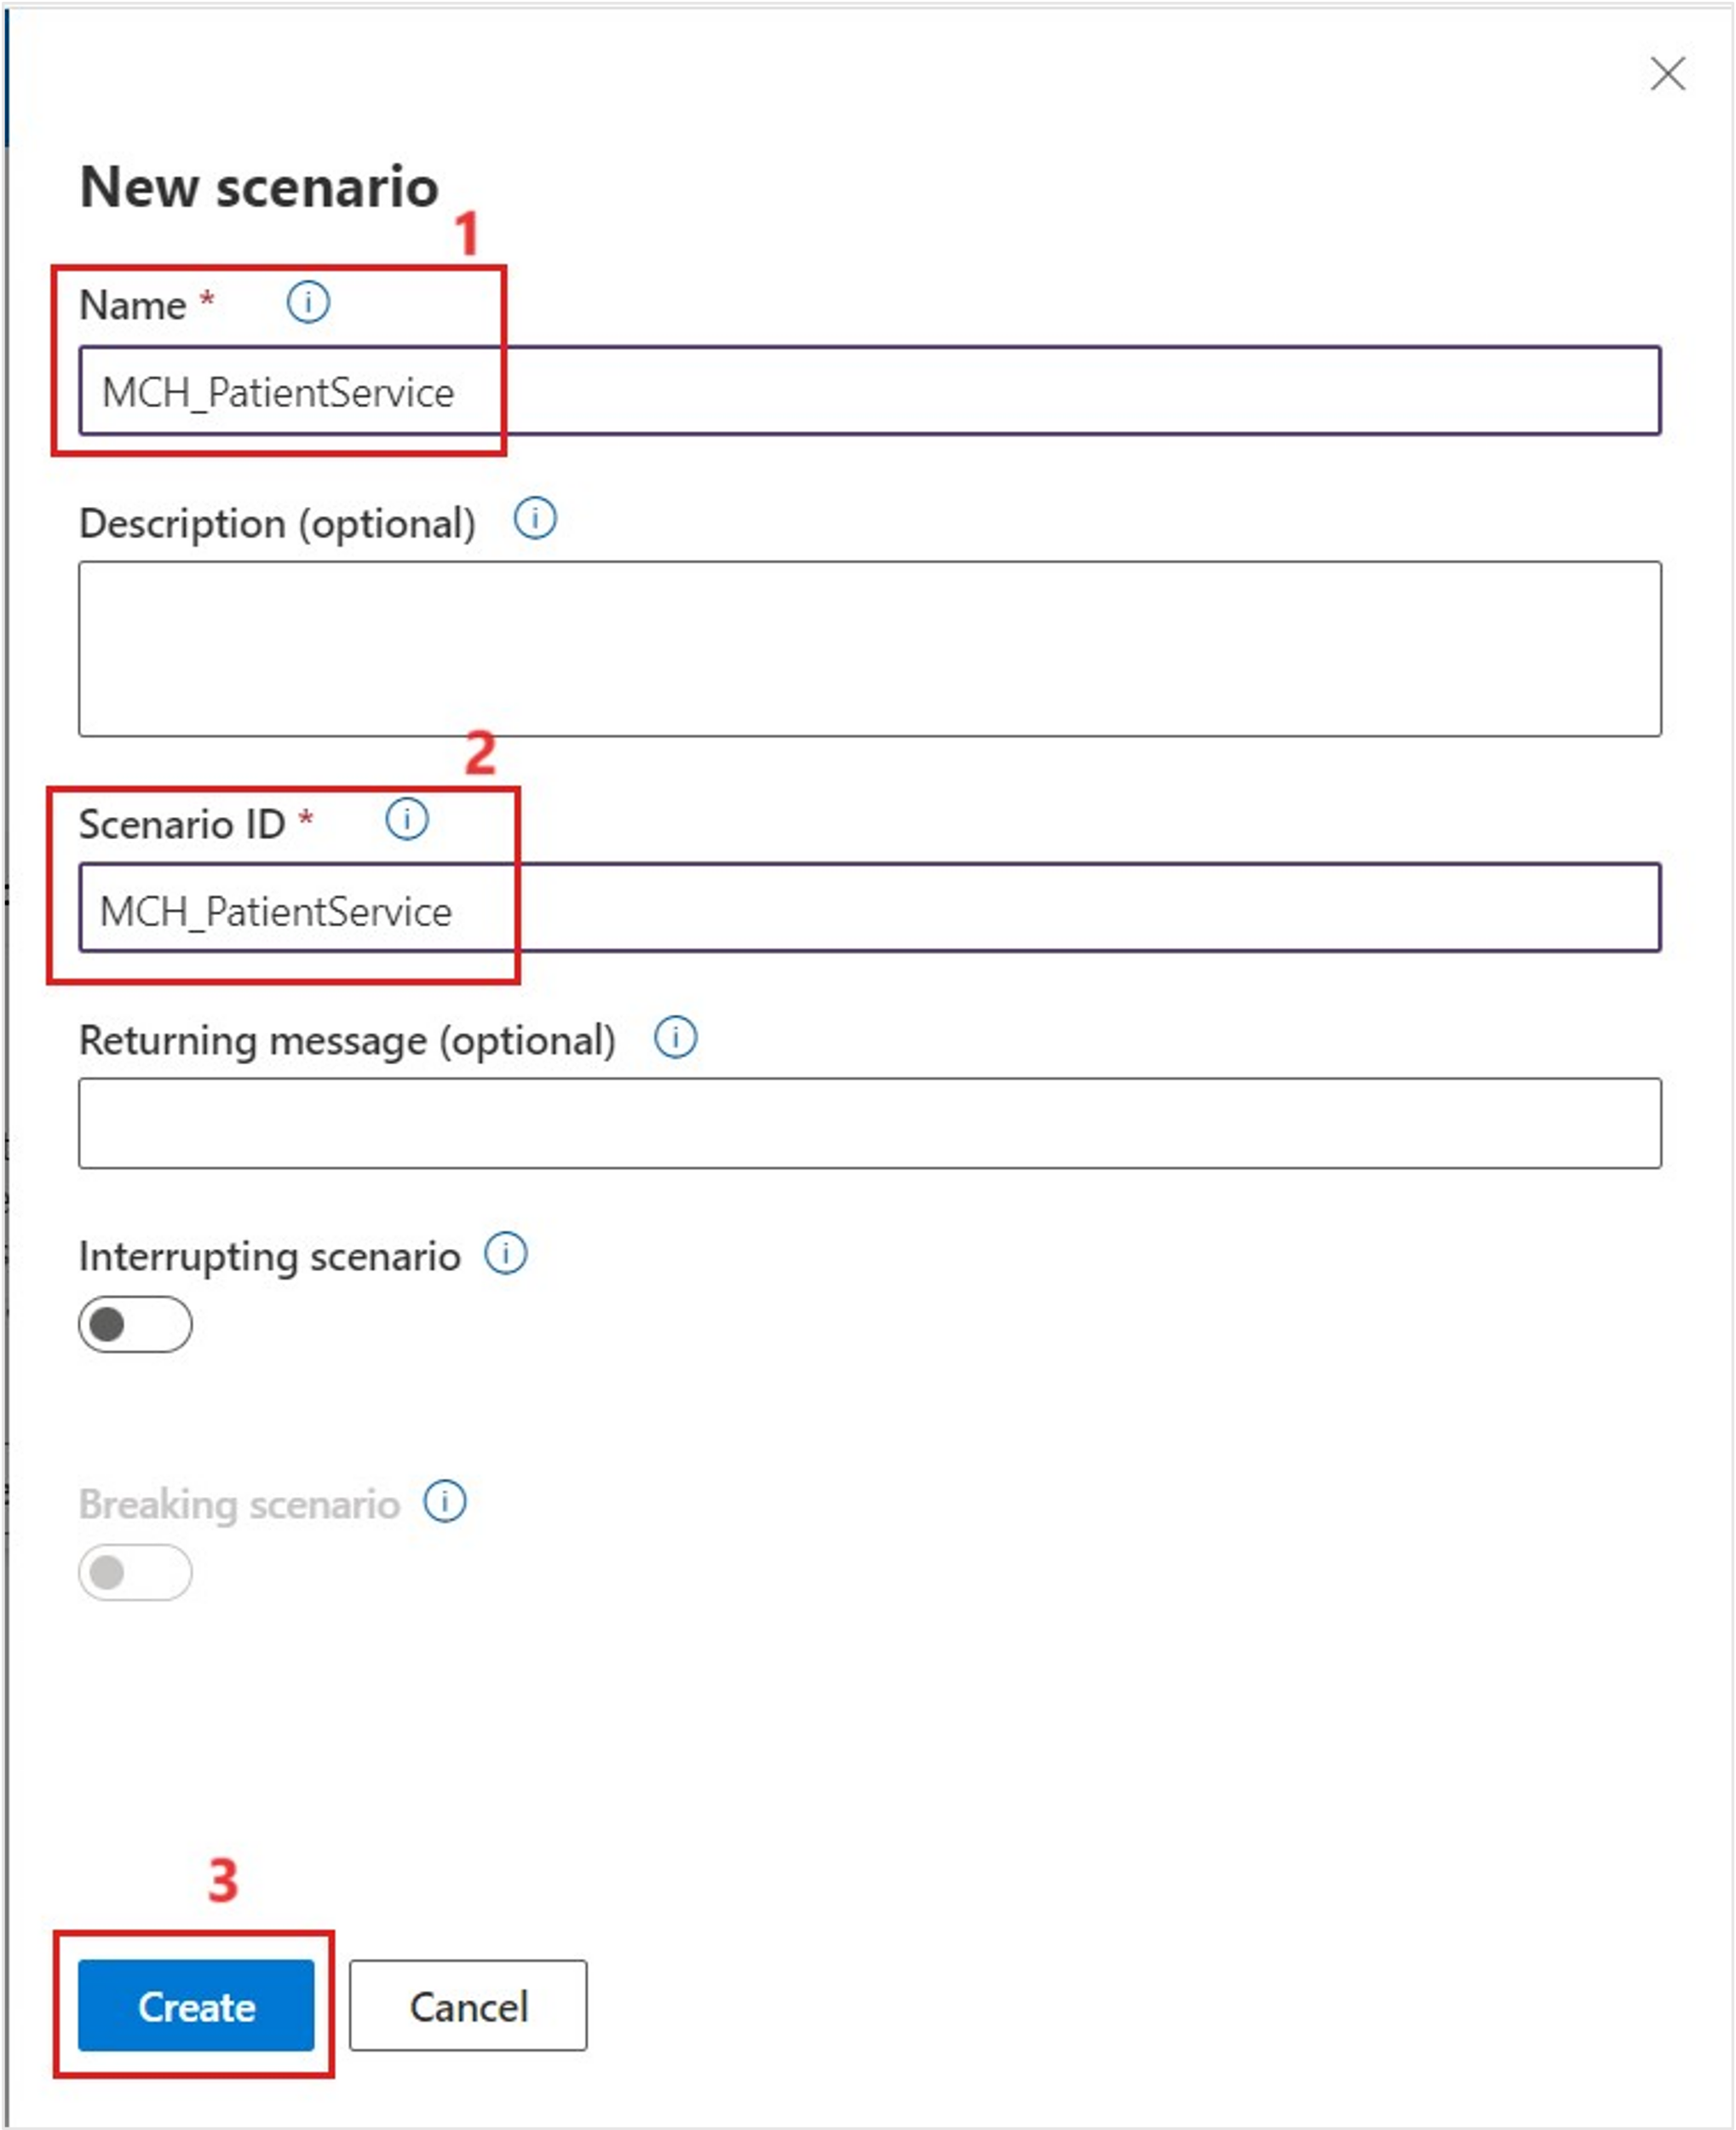 New scenario
1
Name *
MCH_PatientService
Description (optional)
2
Scenario ID *
MCH_PatientService
Returning message (optional)
Interrupting scenario
Breaking scenario
3
Create Cancel